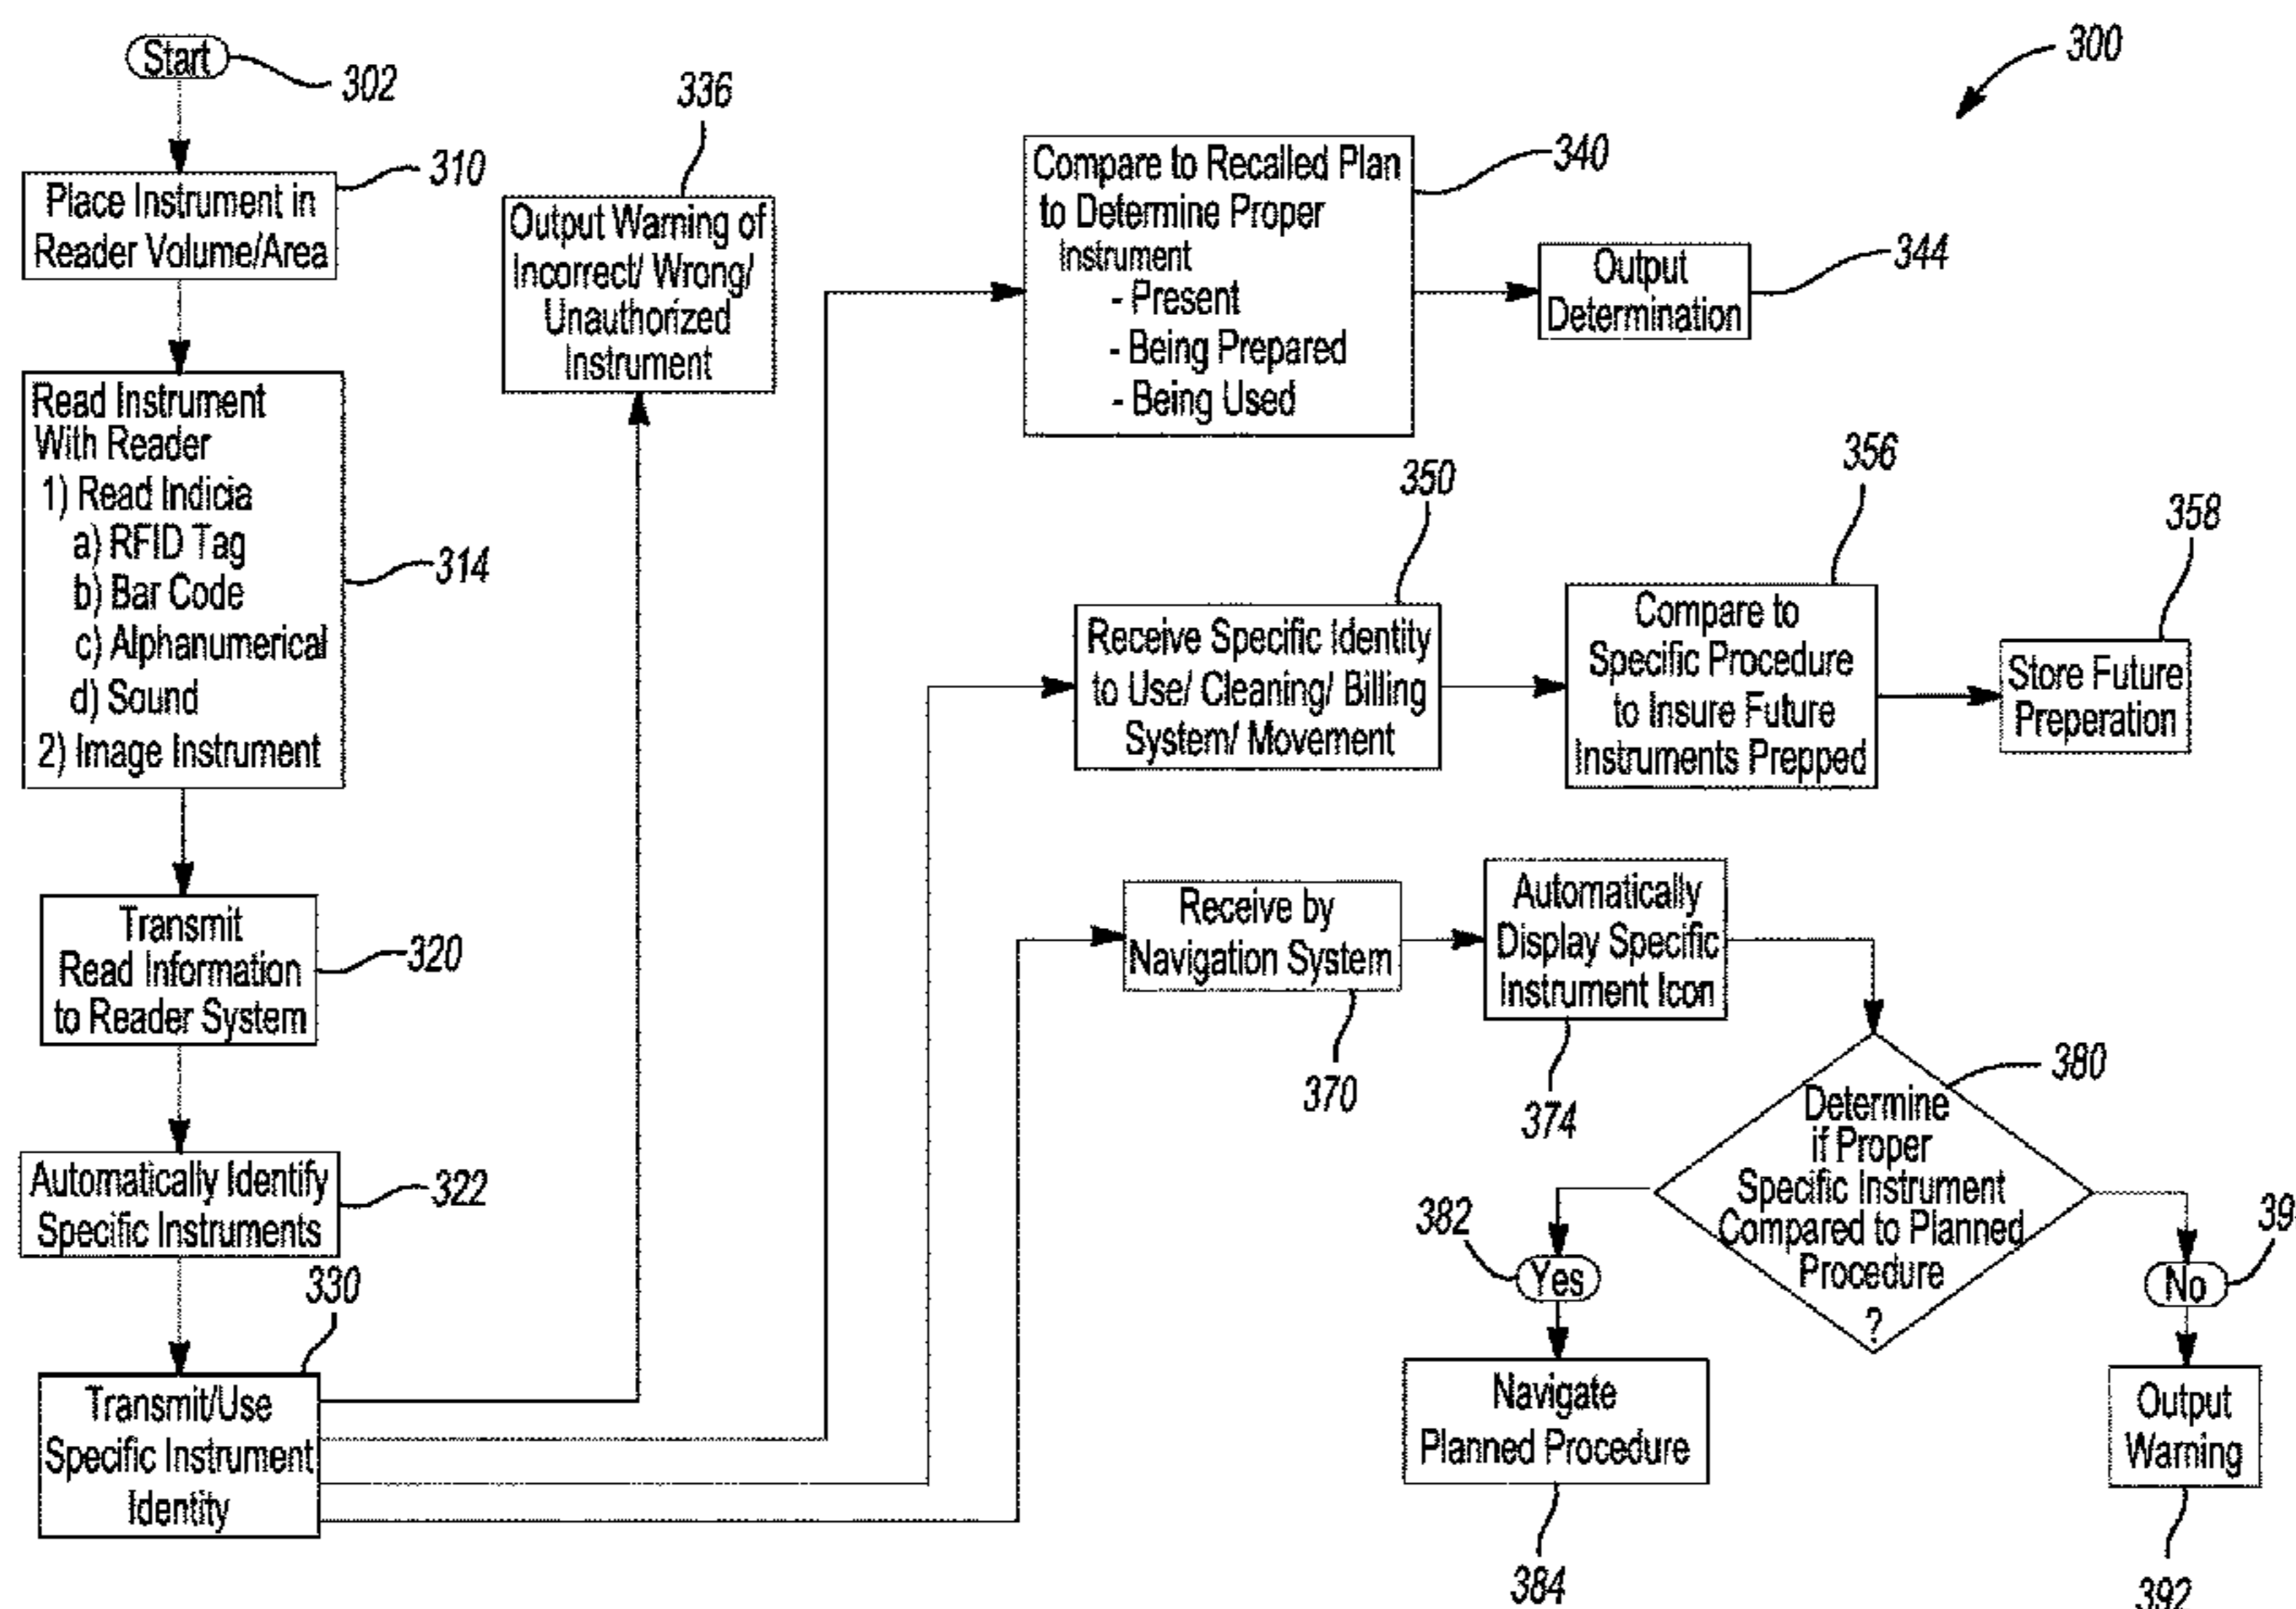 Start
302
310
Place Instrument in
Reader Volume/Area
Read Instrument
With Reader
1) Read Indicia
a) RFID Tag
b) Bar Code
c) Alphanumerical
d) Sound
2) Image Instrument
314
Transmit
Read Information
to Reader System
320
Automatically Identify
Specific Instruments
322
330
Transmit/Use
Specific Instrument
Identity
336
Output Warning of
Incorrect/ Wrong/
Unauthorized
Instrument
300
Compare to Recalled Plan
to Determine Proper
Instrument
- Present
- Being Prepared
- Being Used
340
Output
Determination
344
350
Receive Specific Identity
to Use/ Cleaning/ Billing
System/ Movement
356
Compare to
Specific Procedure
to Insure Future
Instruments Prepped
358
Store Future
Preperation
Receive by
Navigation System
370
Automatically
Display Specific
Instrument Icon
374
380
Determine
if Proper
Specific Instrument
Compared to Planned
Procedure
?
382
Yes
Navigate
Planned Procedure
384
39
No
Output
Warning
392